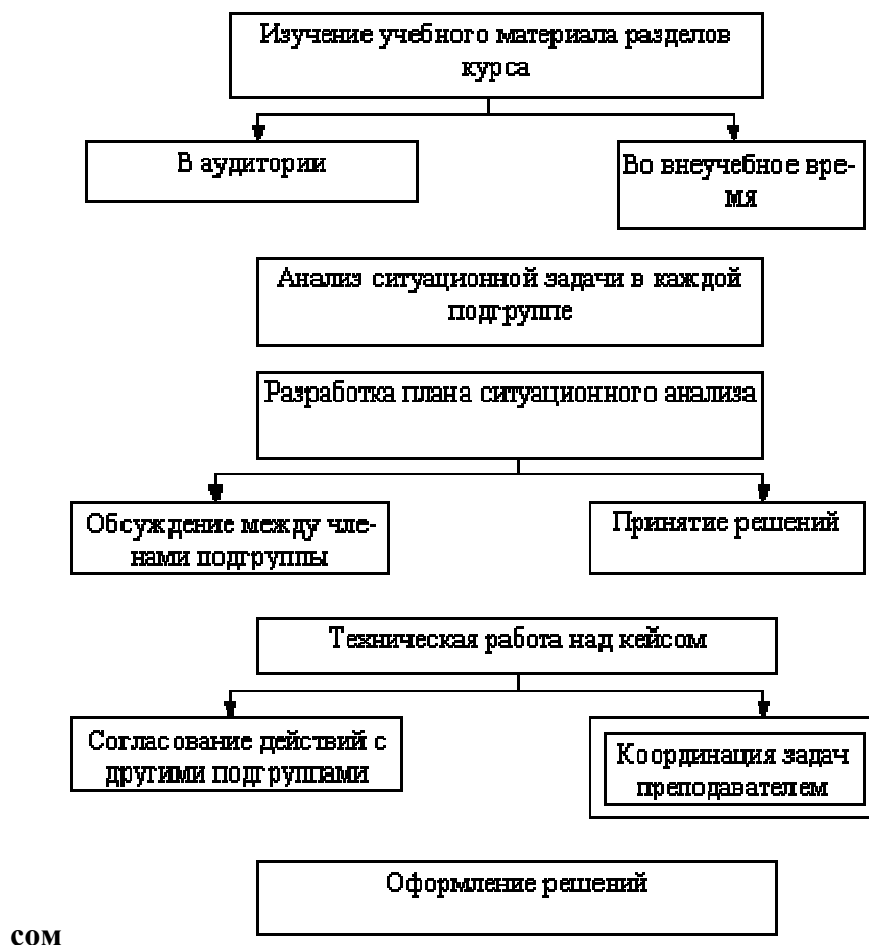 Изучение учебного материала разделов
курса
В аудитории
Во внеучебное вре-
мя
Анализ ситуационной задачи в каждой
подгруппе
Разработка плана ситуационного анализа
Обсуждение между чле-
нами подгруппы
Принятие решений
Техническая работа над кейсом
Согласование действий с
другими подгруппами
Координация задач
преподавателем
Оформление решений
сом